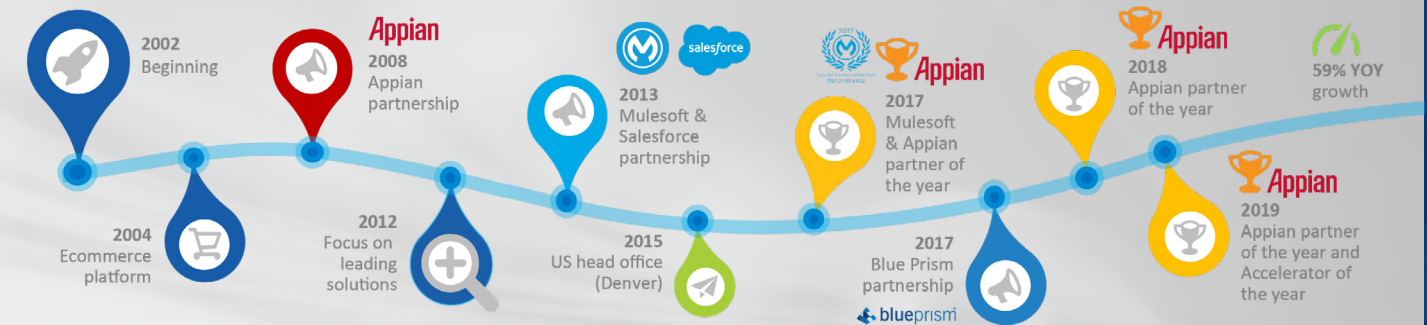 2002
Beginning
2004
Ecommerce
platform
Appian
2008
Appian
partnership
2012
Focus on
leading
solutions
salesforce
2013
Mulesoft &
Salesforce
partnership
2015
US head office
(Denver)
2017
Appian
2017
Mulesoft
& Appian
partner of
the year
2017
Blue Prism
partnership
blueprism
Appian
2018
Appian partner
of the year
Appian
2019
Appian partner
of the year and
Accelerator of
the year
59% YOY
growth